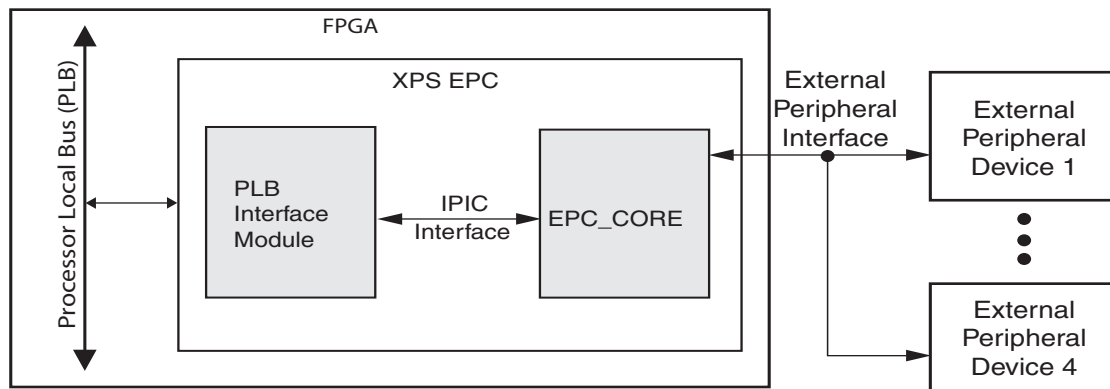 FPGA
Processor Local Bus (PLB)
XPS EPC
PLB
Interface
Module
IPIC
Interface
EPC_CORE
External
Peripheral
Interface
External
Peripheral
Device 1
External
Peripheral
Device 4